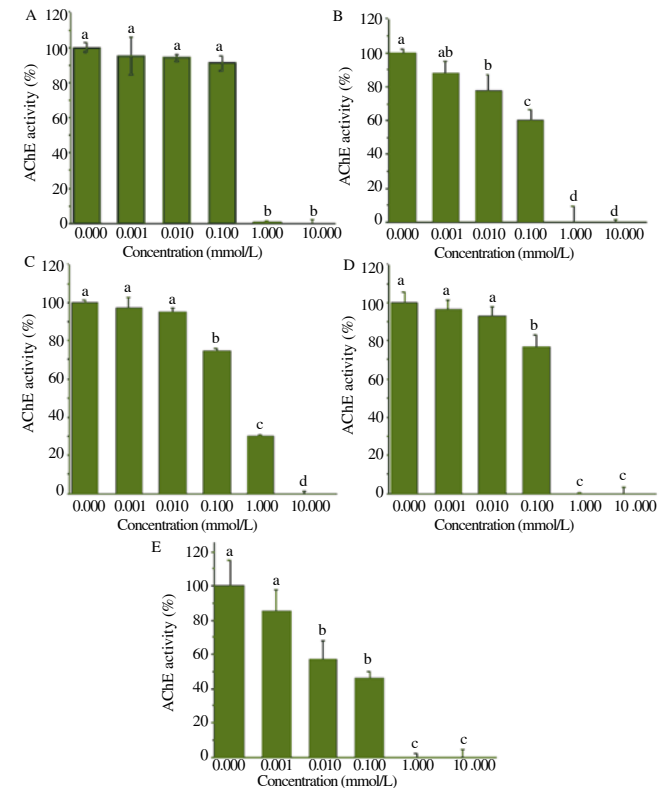 A
120
100
80
60
40
20
0
AChE activity (%)
a a a a b b
0.000 0.001 0.010 0.100 1.000 10.000
Concentration (mmol/L)
B
120
100
80
60
40
20
0
AChE activity (%)
a ab b c d d
0.000 0.001 0.010 0.100 1.000 10.000
Concentration (mmol/L)
C
120
100
80
60
40
20
0
AChE activity (%)
a a a b c d
0.000 0.001 0.010 0.100 1.000 10.000
Concentration (mmol/L)
D
120
100
80
60
40
20
0
AChE activity (%)
a a a b c c
0.000 0.001 0.010 0.100 1.000 10 .000
Concentration (mmol/L)
E
120
100
80
60
40
20
0
AChE activity (%)
a a b b c c
0.000 0.001 0.010 0.100 1.000 10 .000
Concentration (mmol/L)